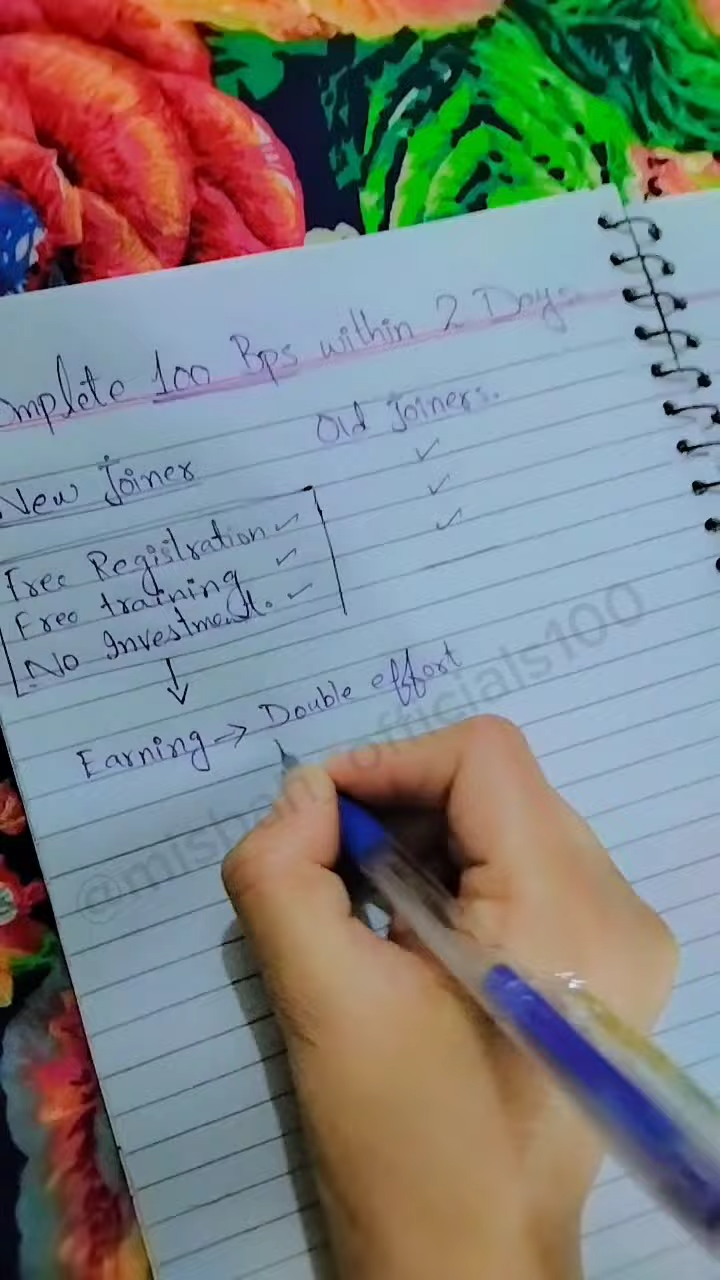 omplete 100 Bps within 2 Days.
Old Joiners.
New Joiner
Free Registration ✓
Free training ✓
No Investment. ✓
Earning → Double effort
officials100